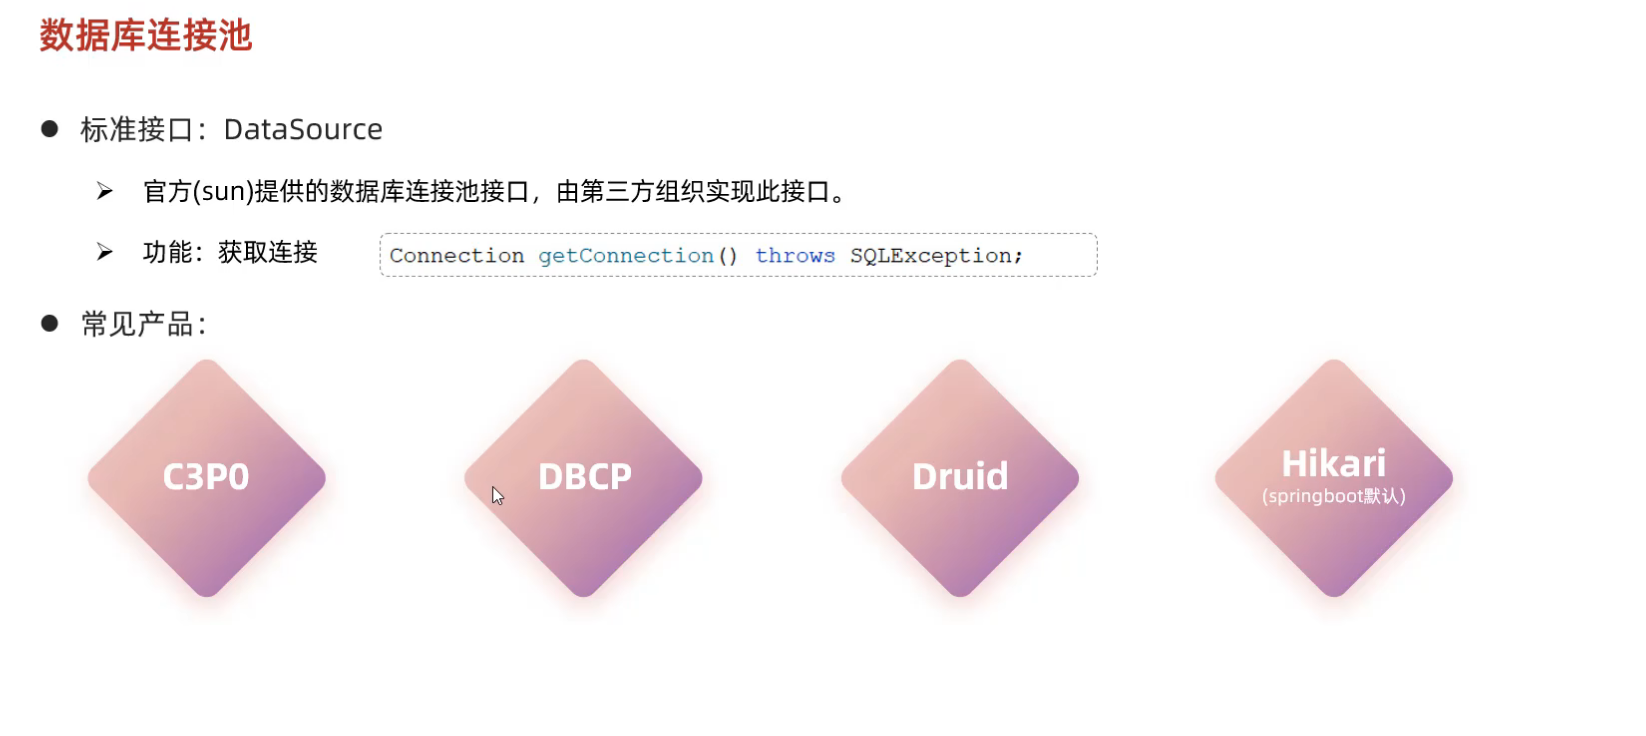 数据库连接池
标准接口：DataSource
官方(sun)提供的数据库连接池接口，由第三方组织实现此接口。
功能：获取连接
Connection getConnection() throws SQLException;
常见产品：
C3P0
DBCP
Druid
Hikari
(springboot默认)